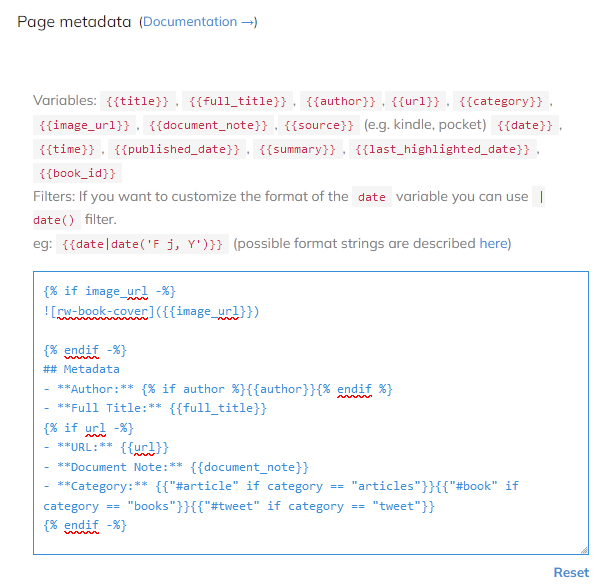 Page metadata (Documentation →)
Variables: {{title}} , {{full_title}} , {{author}} , {{url}} , {{category}} ,
{{image_url}} , {{document_note}} , {{source}} (e.g. kindle, pocket) {{date}} ,
{{time}} , {{published_date}} , {{summary}} , {{last_highlighted_date}} ,
{{book_id}}
Filters: If you want to customize the format of the date variable you can use |
date() filter.
eg: {{date|date('F j, Y')}} (possible format strings are described here)
{% if image_url -%}
![rw-book-cover]({{image_url}})
{% endif -%}
## Metadata
- **Author:** {% if author %}{{author}}{% endif %}
- **Full Title:** {{full_title}}
{% if url -%}
- **URL:** {{url}}
- **Document Note:** {{document_note}}
- **Category:** {{"#article" if category == "articles"}}{{"#book" if
category == "books"}}{{"#tweet" if category == "tweet"}}
{% endif -%}
Reset